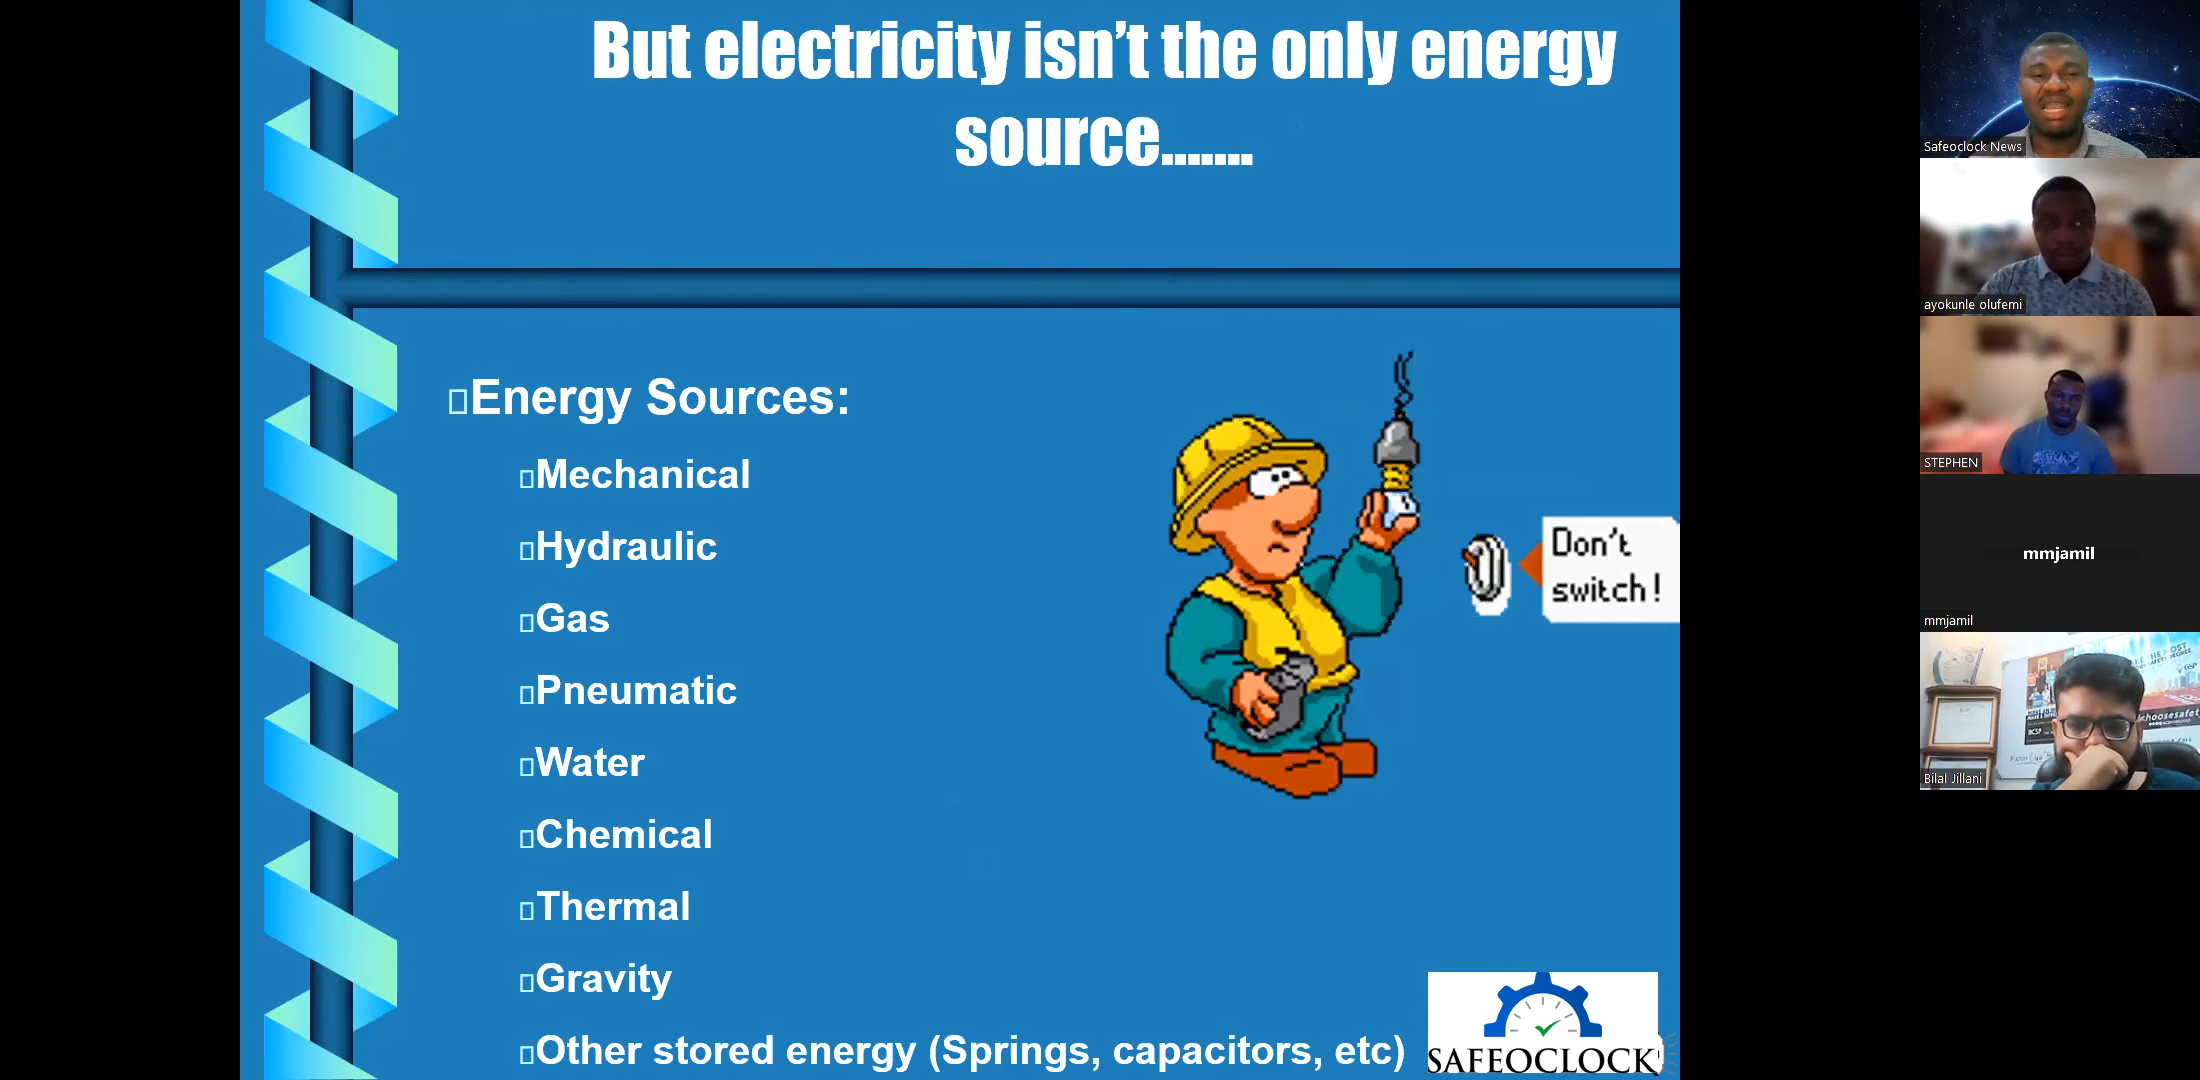 But electricity isn't the only energy
source.......
Energy Sources:
Mechanical
Hydraulic
Gas
Pneumatic
Water
Chemical
Thermal
Gravity
Other stored energy (Springs, capacitors, etc)
Don't
switch!
SAFEOCLOCK
Safeoclock News
ayokunle olufemi
STEPHEN
mmjamil
mmjamil
BCSP
Bilal Jillani